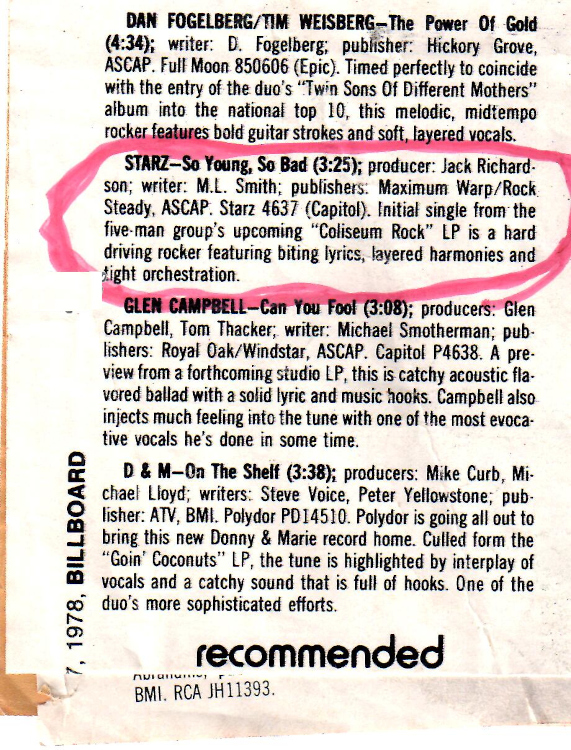 DAN FOGELBERG/TIM WEISBERG—The Power Of Gold
(4:34); writer: D. Fogelberg; publisher: Hickory Grove,
ASCAP. Full Moon 850606 (Epic). Timed perfectly to coincide
with the entry of the duo's "Twin Sons Of Different Mothers"
album into the national top 10, this melodic, midtempo
rocker features bold guitar strokes and soft, layered vocals.
STARZ—So Young, So Bad (3:25); producer: Jack Richard-
son; writer: M.L. Smith; publishers: Maximum Warp/Rock
Steady, ASCAP. Starz 4637 (Capitol). Initial single from the
five-man group's upcoming "Coliseum Rock" LP is a hard
driving rocker featuring biting lyrics, layered harmonies and
tight orchestration.
GLEN CAMPBELL—Can You Fool (3:08); producers: Glen
Campbell, Tom Thacker; writer: Michael Smotherman; pub-
lishers: Royal Oak/Windstar, ASCAP. Capitol P4638. A pre-
view from a forthcoming studio LP, this is catchy acoustic fla-
vored ballad with a solid lyric and music hooks. Campbell also
injects much feeling into the tune with one of the most evoca-
tive vocals he's done in some time.
D & M—On The Shelf (3:38); producers: Mike Curb, Mi-
chael Lloyd; writers: Steve Voice, Peter Yellowstone; pub-
lisher: ATV, BMI. Polydor PD14510. Polydor is going all out to
bring this new Donny & Marie record home. Culled form the
"Goin' Coconuts" LP, the tune is highlighted by interplay of
vocals and a catchy sound that is full of hooks. One of the
duo's more sophisticated efforts.
7, 1978, BILLBOARD
recommended
BMI. RCA JH11393.